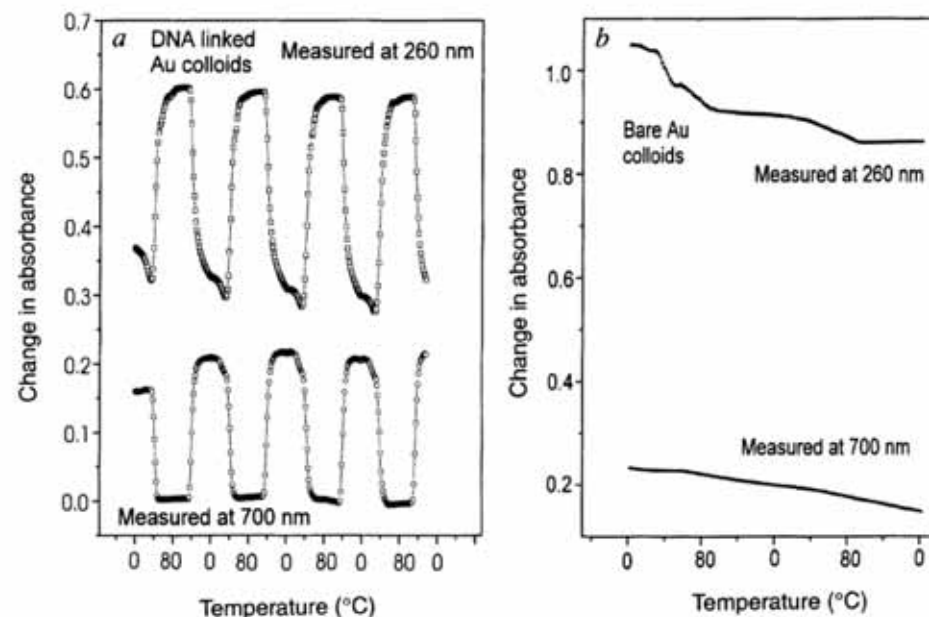 a
DNA linked
Au colloids
Measured at 260 nm
0.7
0.6
0.5
0.4
0.3
0.2
0.1
0.0
Change in absorbance
Measured at 700 nm
0 80 0 80 0 80 0 80 0
Temperature (°C)
b
1.0
0.8
0.6
0.4
0.2
Change in absorbance
Bare Au
colloids
Measured at 260 nm
Measured at 700 nm
0 80 0 80 0
Temperature (°C)